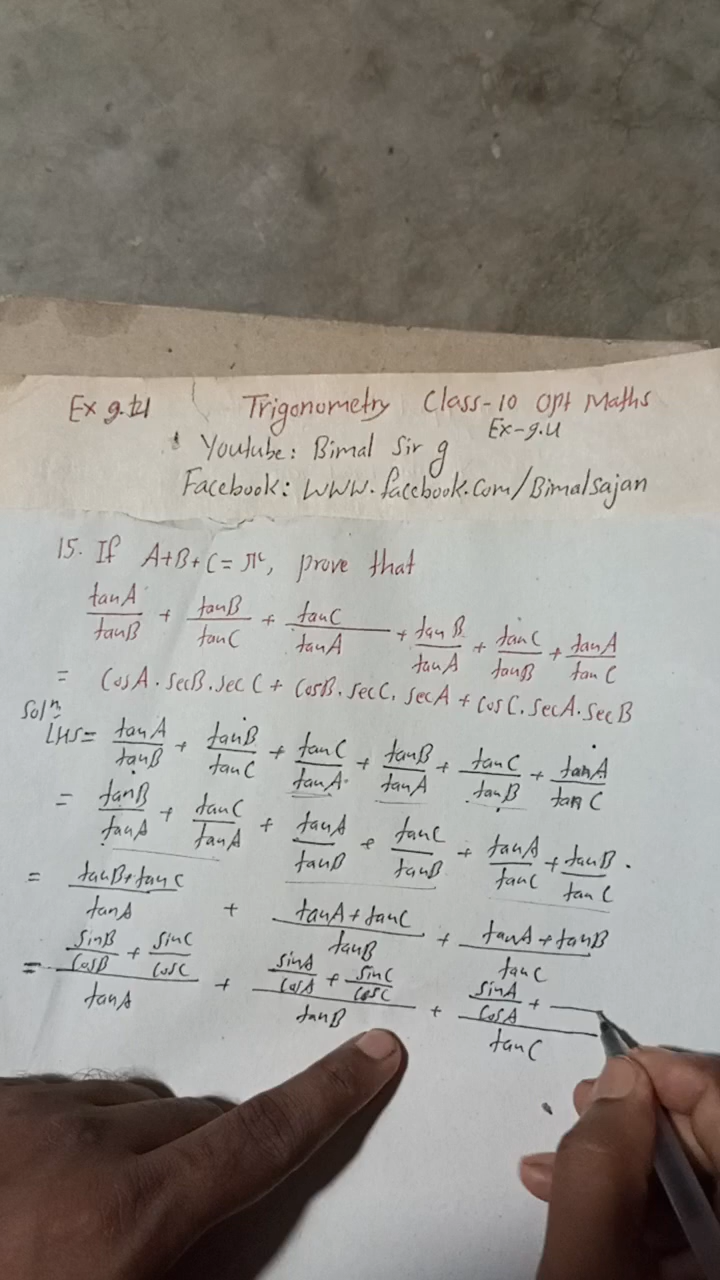 Ex 9.4 Trigonometry Class-10 Opt Maths
Ex-9.4
Youtube: Bimal Sir g
Facebook: WWW.facebook.com/Bimalsajan
15. If A+B+C = πᶜ, prove that
tanA/tanB + tanB/tanC + tanC/tanA + tanB/tanA + tanC/tanB + tanA/tanC
= CosA.secB.secC + CosB.secC.secA + CosC.secA.secB
Solⁿ
LHS = tanA/tanB + tanB/tanC + tanC/tanA + tanB/tanA + tanC/tanB + tanA/tanC
= tanB/tanA + tanC/tanA + tanA/tanB + tanC/tanB + tanA/tanC + tanB/tanC
= (tanB+tanC)/tanA + (tanA+tanC)/tanB + (tanA+tanB)/tanC
= (sinB/cosB + sinC/cosC)/tanA + (sinA/cosA + sinC/cosC)/tanB + (sinA/cosA + —)/tanC